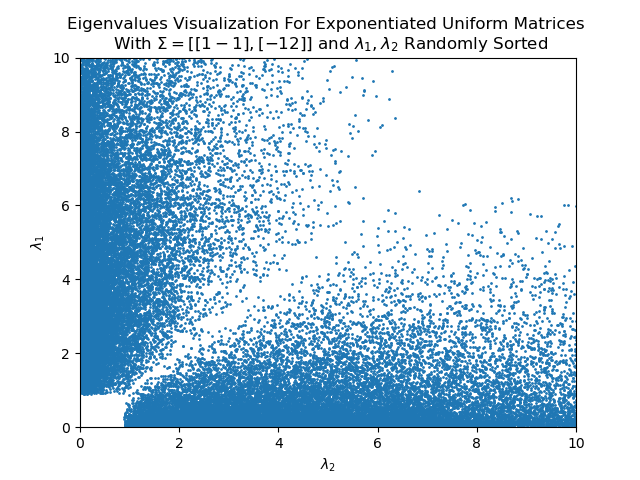 Eigenvalues Visualization For Exponentiated Uniform Matrices
With Σ = [[1 − 1], [−12]] and λ₁, λ₂ Randomly Sorted
10
8
6
4
2
0
λ₁
0 2 4 6 8 10
λ₂